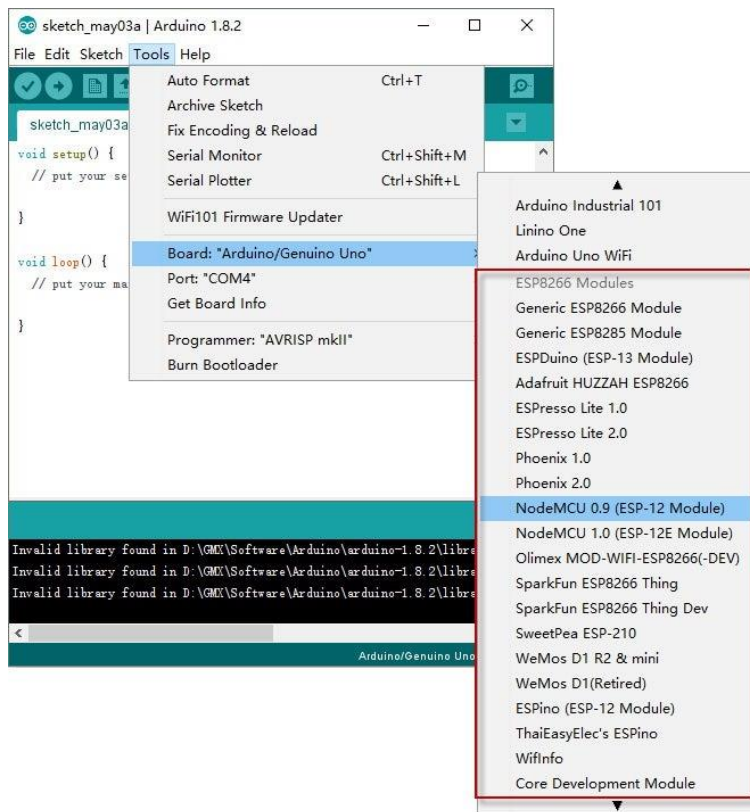 sketch_may03a | Arduino 1.8.2
File Edit Sketch Tools Help
sketch_may03a
void setup() {
// put your se
}
void loop() {
// put your ma
}
Auto Format Ctrl+T
Archive Sketch
Fix Encoding & Reload
Serial Monitor Ctrl+Shift+M
Serial Plotter Ctrl+Shift+L
WiFi101 Firmware Updater
Board: "Arduino/Genuino Uno"
Port: "COM4"
Get Board Info
Programmer: "AVRISP mkII"
Burn Bootloader
Arduino Industrial 101
Linino One
Arduino Uno WiFi
ESP8266 Modules
Generic ESP8266 Module
Generic ESP8285 Module
ESPDuino (ESP-13 Module)
Adafruit HUZZAH ESP8266
ESPresso Lite 1.0
ESPresso Lite 2.0
Phoenix 1.0
Phoenix 2.0
NodeMCU 0.9 (ESP-12 Module)
NodeMCU 1.0 (ESP-12E Module)
Olimex MOD-WIFI-ESP8266(-DEV)
SparkFun ESP8266 Thing
SparkFun ESP8266 Thing Dev
SweetPea ESP-210
WeMos D1 R2 & mini
WeMos D1(Retired)
ESPino (ESP-12 Module)
ThaiEasyElec's ESPino
WifInfo
Core Development Module
Invalid library found in D:\GMX\Software\Arduino\arduino-1.8.2\libra
Invalid library found in D:\GMX\Software\Arduino\arduino-1.8.2\libra
Invalid library found in D:\GMX\Software\Arduino\arduino-1.8.2\libra
Arduino/Genuino Uno